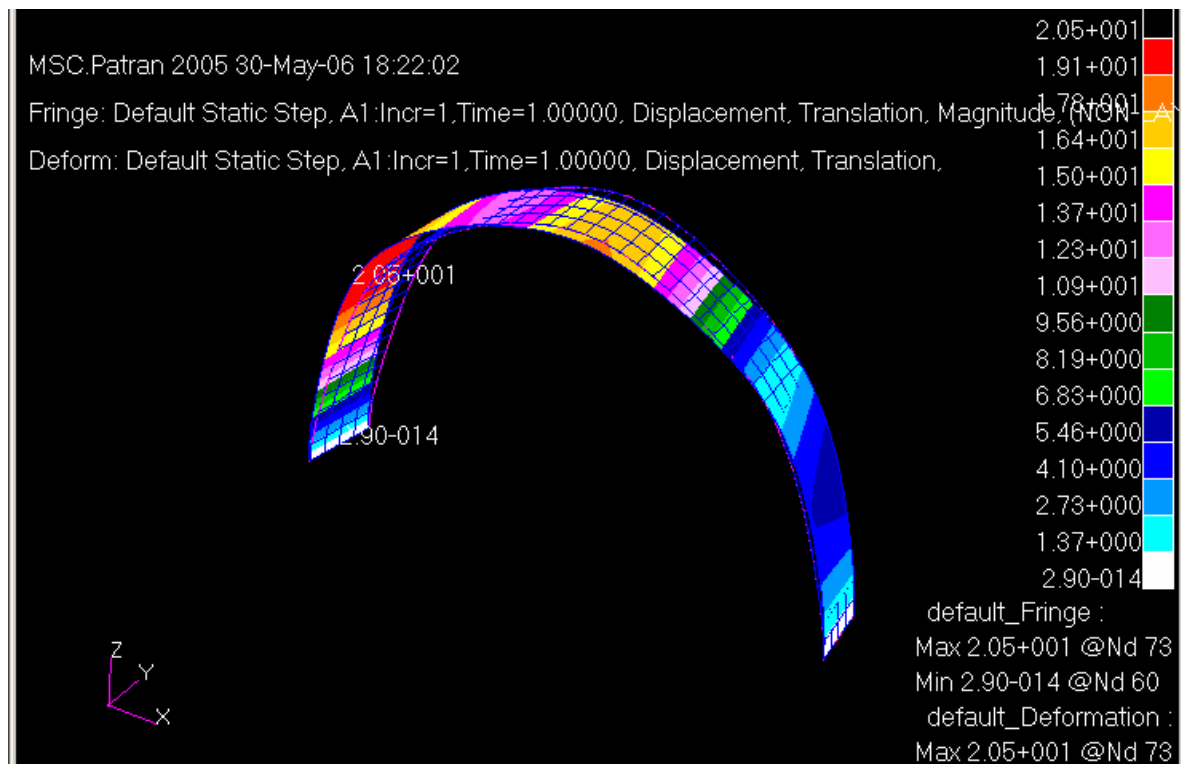 2.05+001
MSC.Patran 2005 30-May-06 18:22:02
1.91+001
Fringe: Default Static Step, A1:Incr=1,Time=1.00000, Displacement, Translation, Magnitude, (NON-LAY
1.78+001
1.64+001
Deform: Default Static Step, A1:Incr=1,Time=1.00000, Displacement, Translation,
1.50+001
1.37+001
1.23+001
2.05+001
1.09+001
9.56+000
8.19+000
6.83+000
2.90-014
5.46+000
4.10+000
2.73+000
1.37+000
2.90-014
default_Fringe :
Max 2.05+001 @Nd 73
Min 2.90-014 @Nd 60
default_Deformation :
Max 2.05+001 @Nd 73
Z
Y
X